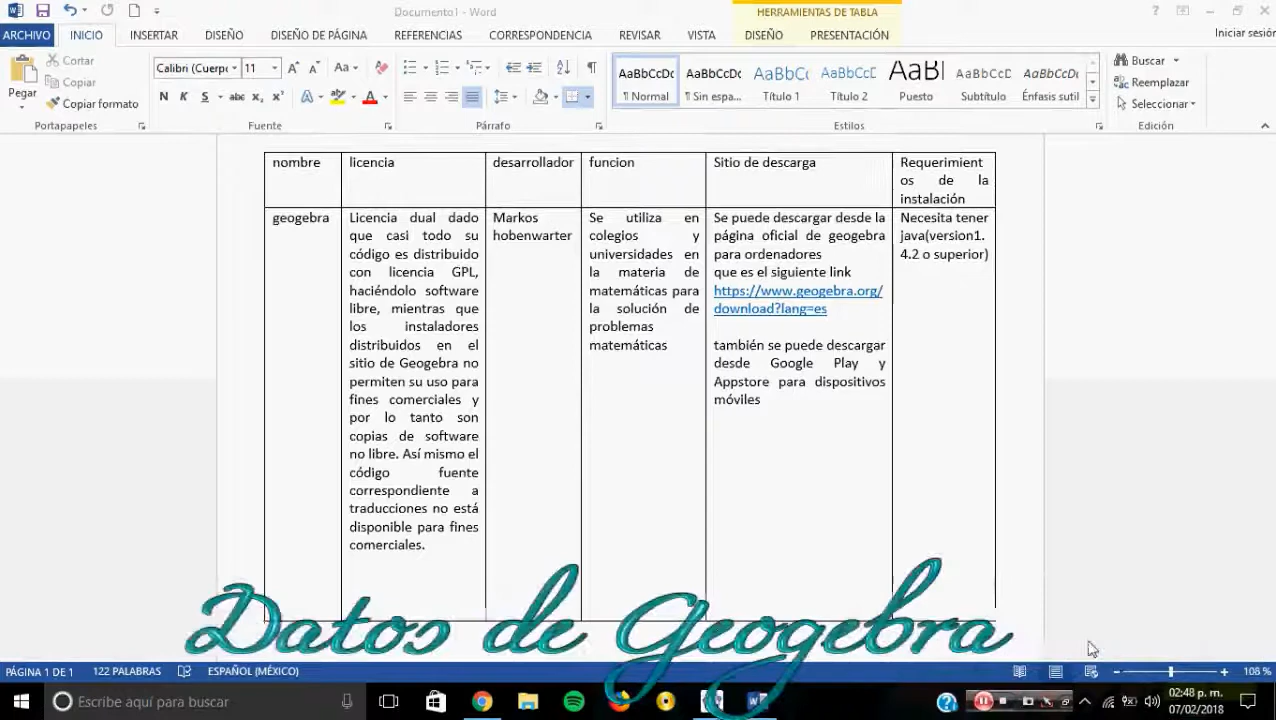 Documento1 - Word
HERRAMIENTAS DE TABLA
ARCHIVO INICIO INSERTAR DISEÑO DISEÑO DE PÁGINA REFERENCIAS CORRESPONDENCIA REVISAR VISTA DISEÑO PRESENTACIÓN Iniciar sesión
Pegar
Cortar
Copiar
Copiar formato
Portapapeles
Calibri (Cuerpo 11
Fuente
Párrafo
AaBbCcDc AaBbCcDc AaBbCc AaBbCcC AaBl AaBbCcC AaBbCcDc
¶ Normal ¶ Sin espa... Título 1 Título 2 Puesto Subtítulo Énfasis sutil
Estilos
Buscar
Reemplazar
Seleccionar
Edición
nombre
licencia
desarrollador
funcion
Sitio de descarga
Requerimient
os de la
instalación
geogebra
Licencia dual dado
que casi todo su
código es distribuido
con licencia GPL,
haciéndolo software
libre, mientras que
los instaladores
distribuidos en el
sitio de Geogebra no
permiten su uso para
fines comerciales y
por lo tanto son
copias de software
no libre. Así mismo el
código fuente
correspondiente a
traducciones no está
disponible para fines
comerciales.
Markos
hobenwarter
Se utiliza en
colegios y
universidades en
la materia de
matemáticas para
la solución de
problemas
matemáticas
Se puede descargar desde la
página oficial de geogebra
para ordenadores
que es el siguiente link
https://www.geogebra.org/
download?lang=es
también se puede descargar
desde Google Play y
Appstore para dispositivos
móviles
Necesita tener
java(version1.
4.2 o superior)
Datos de Geogebra
PÁGINA 1 DE 1 122 PALABRAS ESPAÑOL (MÉXICO) 108 %
Escribe aquí para buscar
02:48 p. m.
07/02/2018